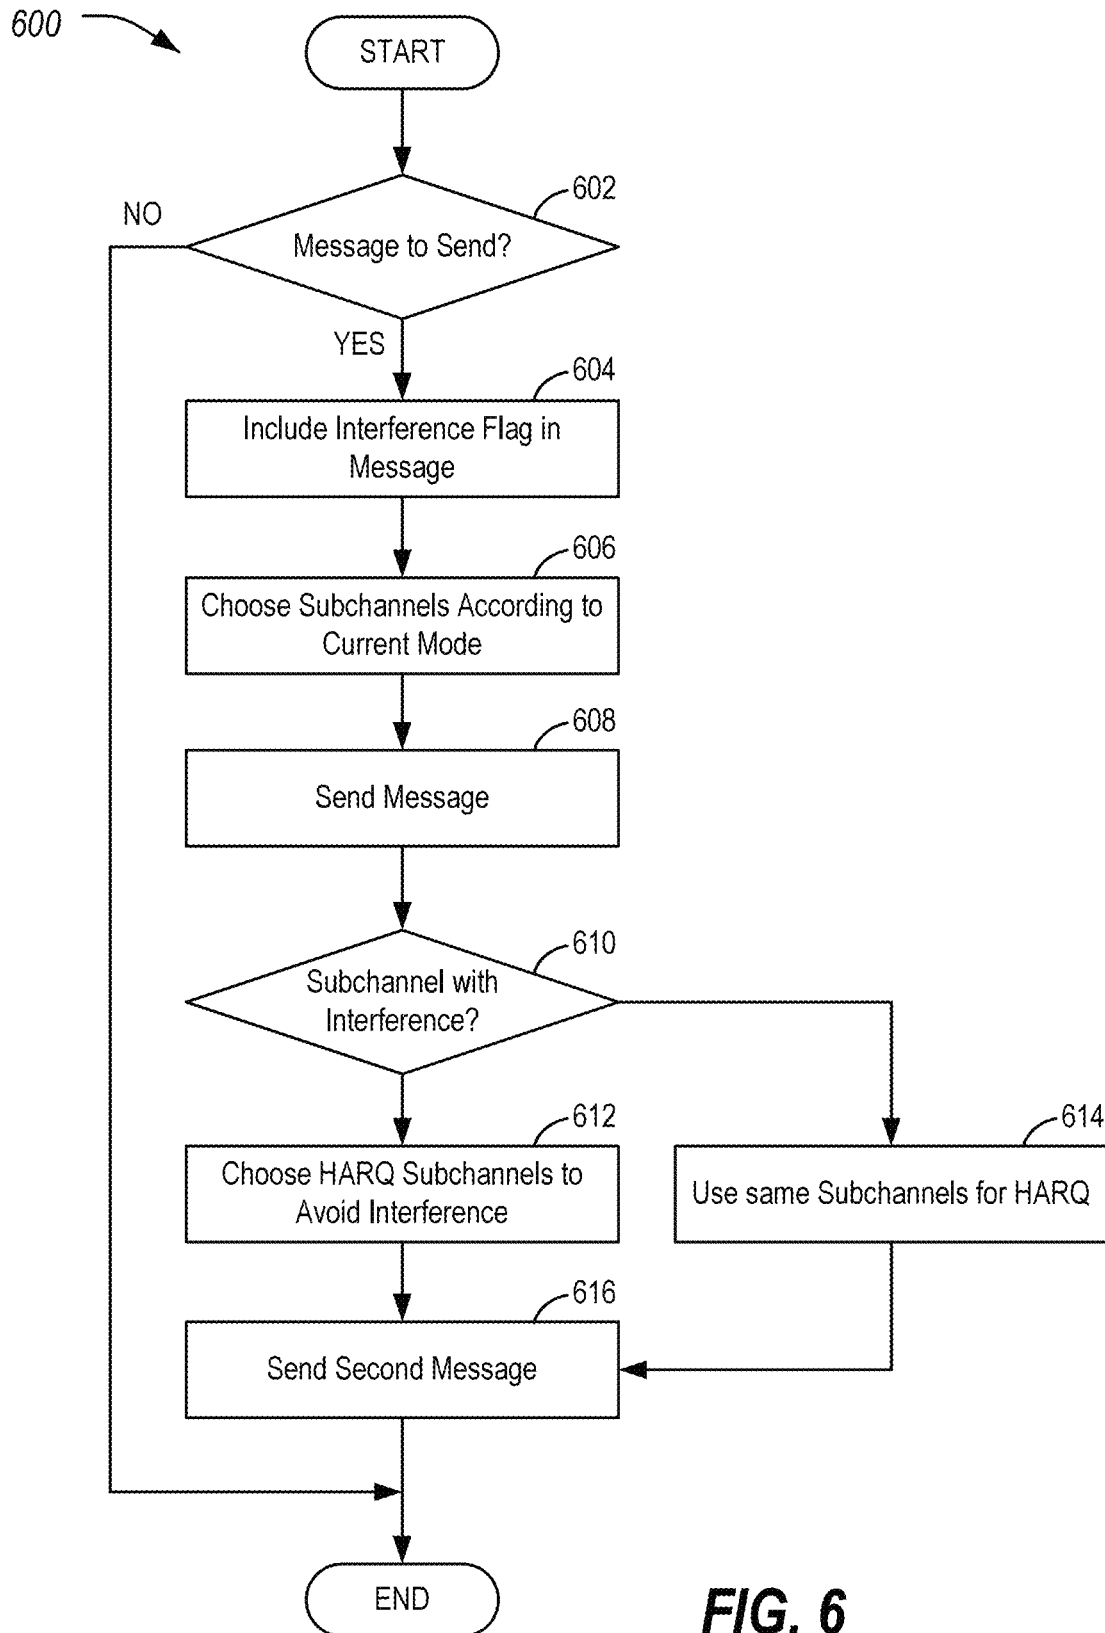 600
START
602
NO
Message to Send?
YES
604
Include Interference Flag in
Message
606
Choose Subchannels According to
Current Mode
608
Send Message
610
Subchannel with
Interference?
612
614
Choose HARQ Subchannels to
Avoid Interference
Use same Subchannels for HARQ
616
Send Second Message
END
FIG. 6